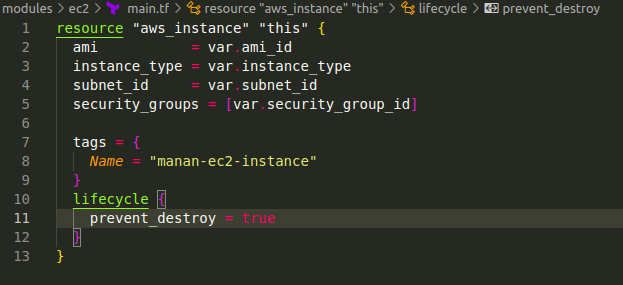 modules > ec2 > main.tf > resource "aws_instance" "this" > lifecycle > prevent_destroy
1 resource "aws_instance" "this" {
2 ami = var.ami_id
3 instance_type = var.instance_type
4 subnet_id = var.subnet_id
5 security_groups = [var.security_group_id]
6
7 tags = {
8 Name = "manan-ec2-instance"
9 }
10 lifecycle {
11 prevent_destroy = true
12 }
13 }